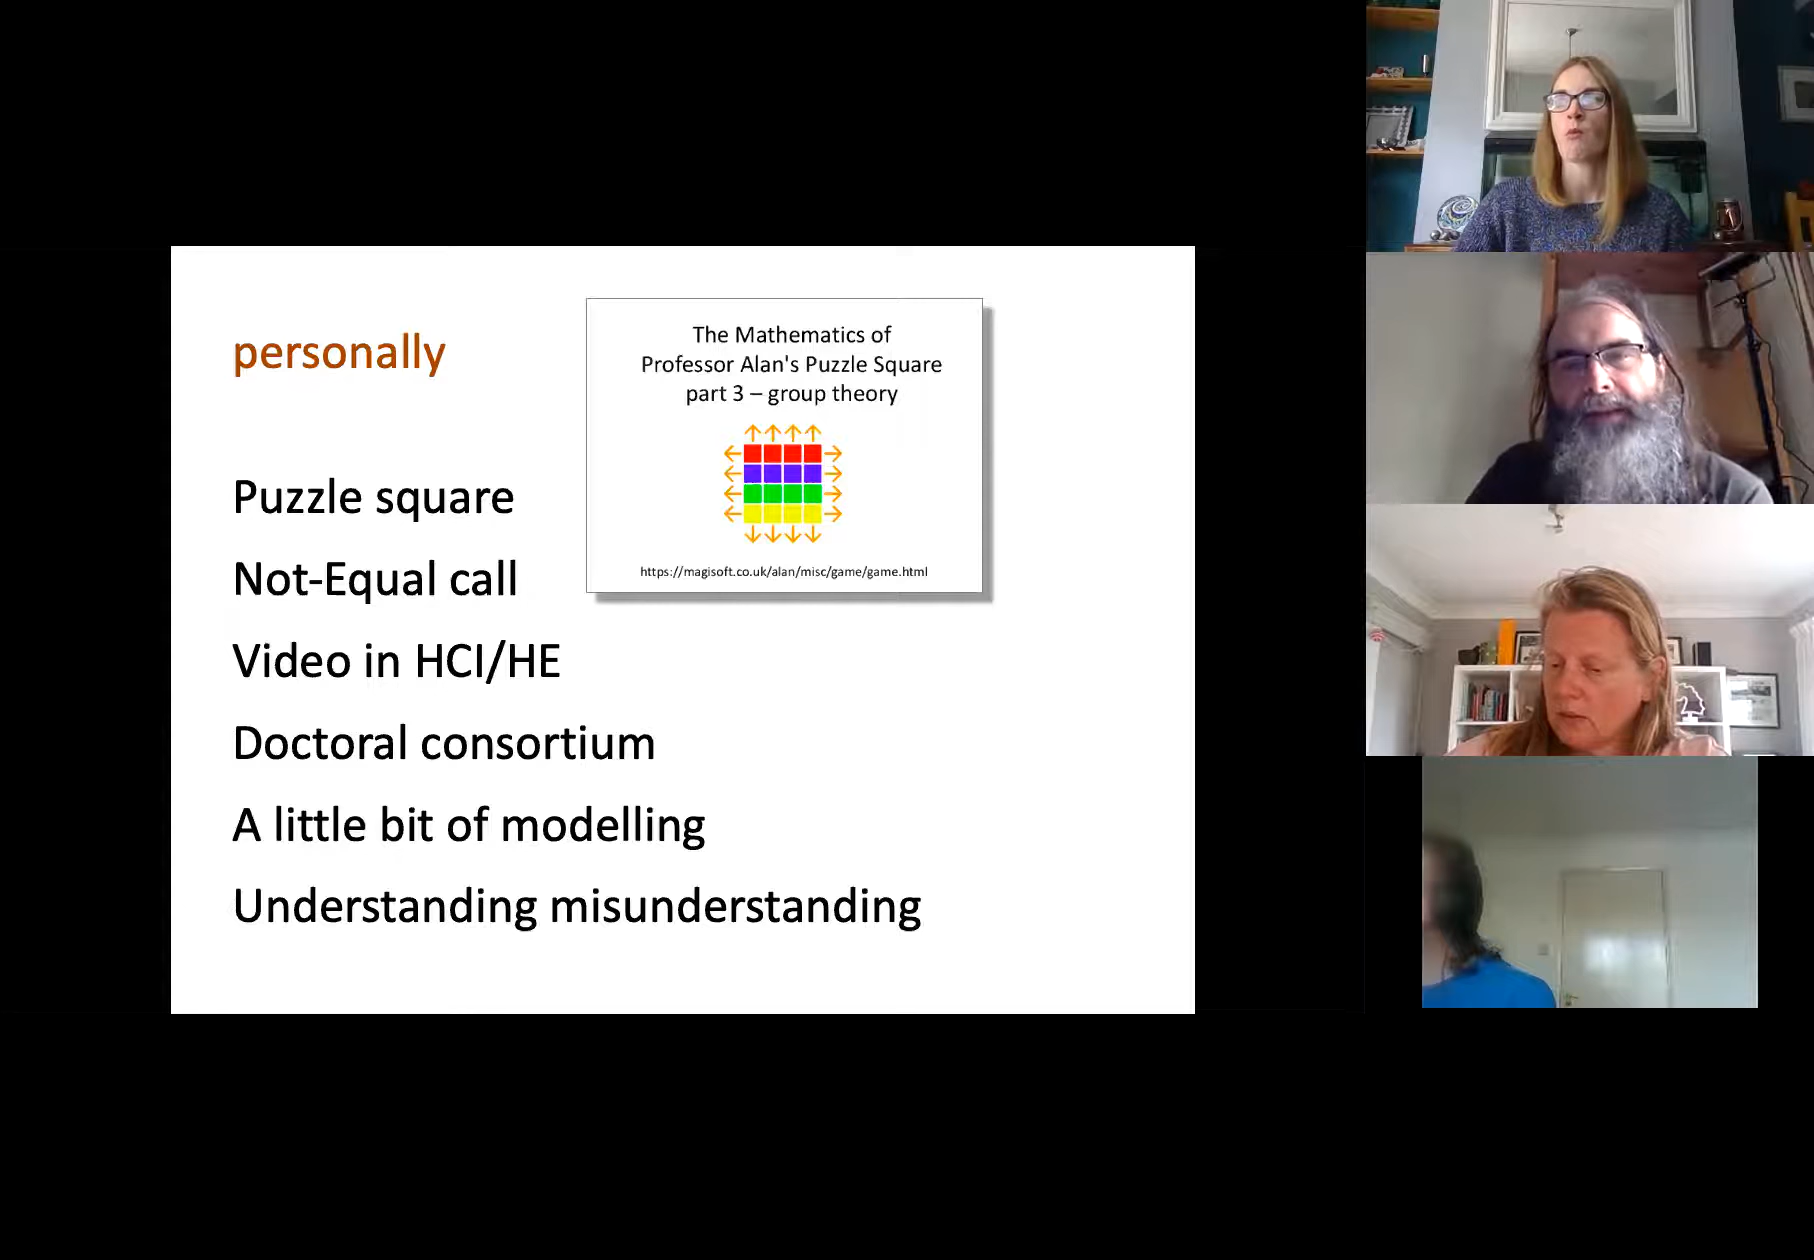 personally
The Mathematics of
Professor Alan's Puzzle Square
part 3 – group theory
https://magisoft.co.uk/alan/misc/game/game.html
Puzzle square
Not-Equal call
Video in HCI/HE
Doctoral consortium
A little bit of modelling
Understanding misunderstanding